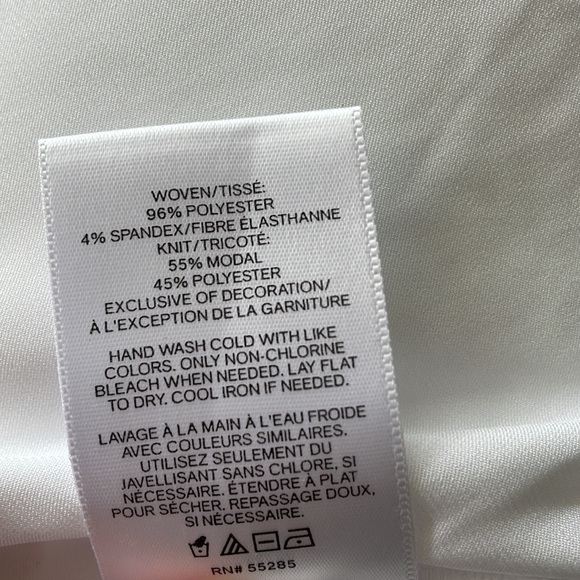 WOVEN/TISSÉ:
96% POLYESTER
4% SPANDEX/FIBRE ÉLASTHANNE
KNIT/TRICOTÉ:
55% MODAL
45% POLYESTER
EXCLUSIVE OF DECORATION/
À L'EXCEPTION DE LA GARNITURE
HAND WASH COLD WITH LIKE
COLORS. ONLY NON-CHLORINE
BLEACH WHEN NEEDED. LAY FLAT
TO DRY. COOL IRON IF NEEDED.
LAVAGE À LA MAIN À L'EAU FROIDE
AVEC COULEURS SIMILAIRES.
UTILISEZ SEULEMENT DU
JAVELLISANT SANS CHLORE, SI
NÉCESSAIRE. ÉTENDRE À PLAT
POUR SÉCHER. REPASSAGE DOUX,
SI NÉCESSAIRE.
RN# 55285